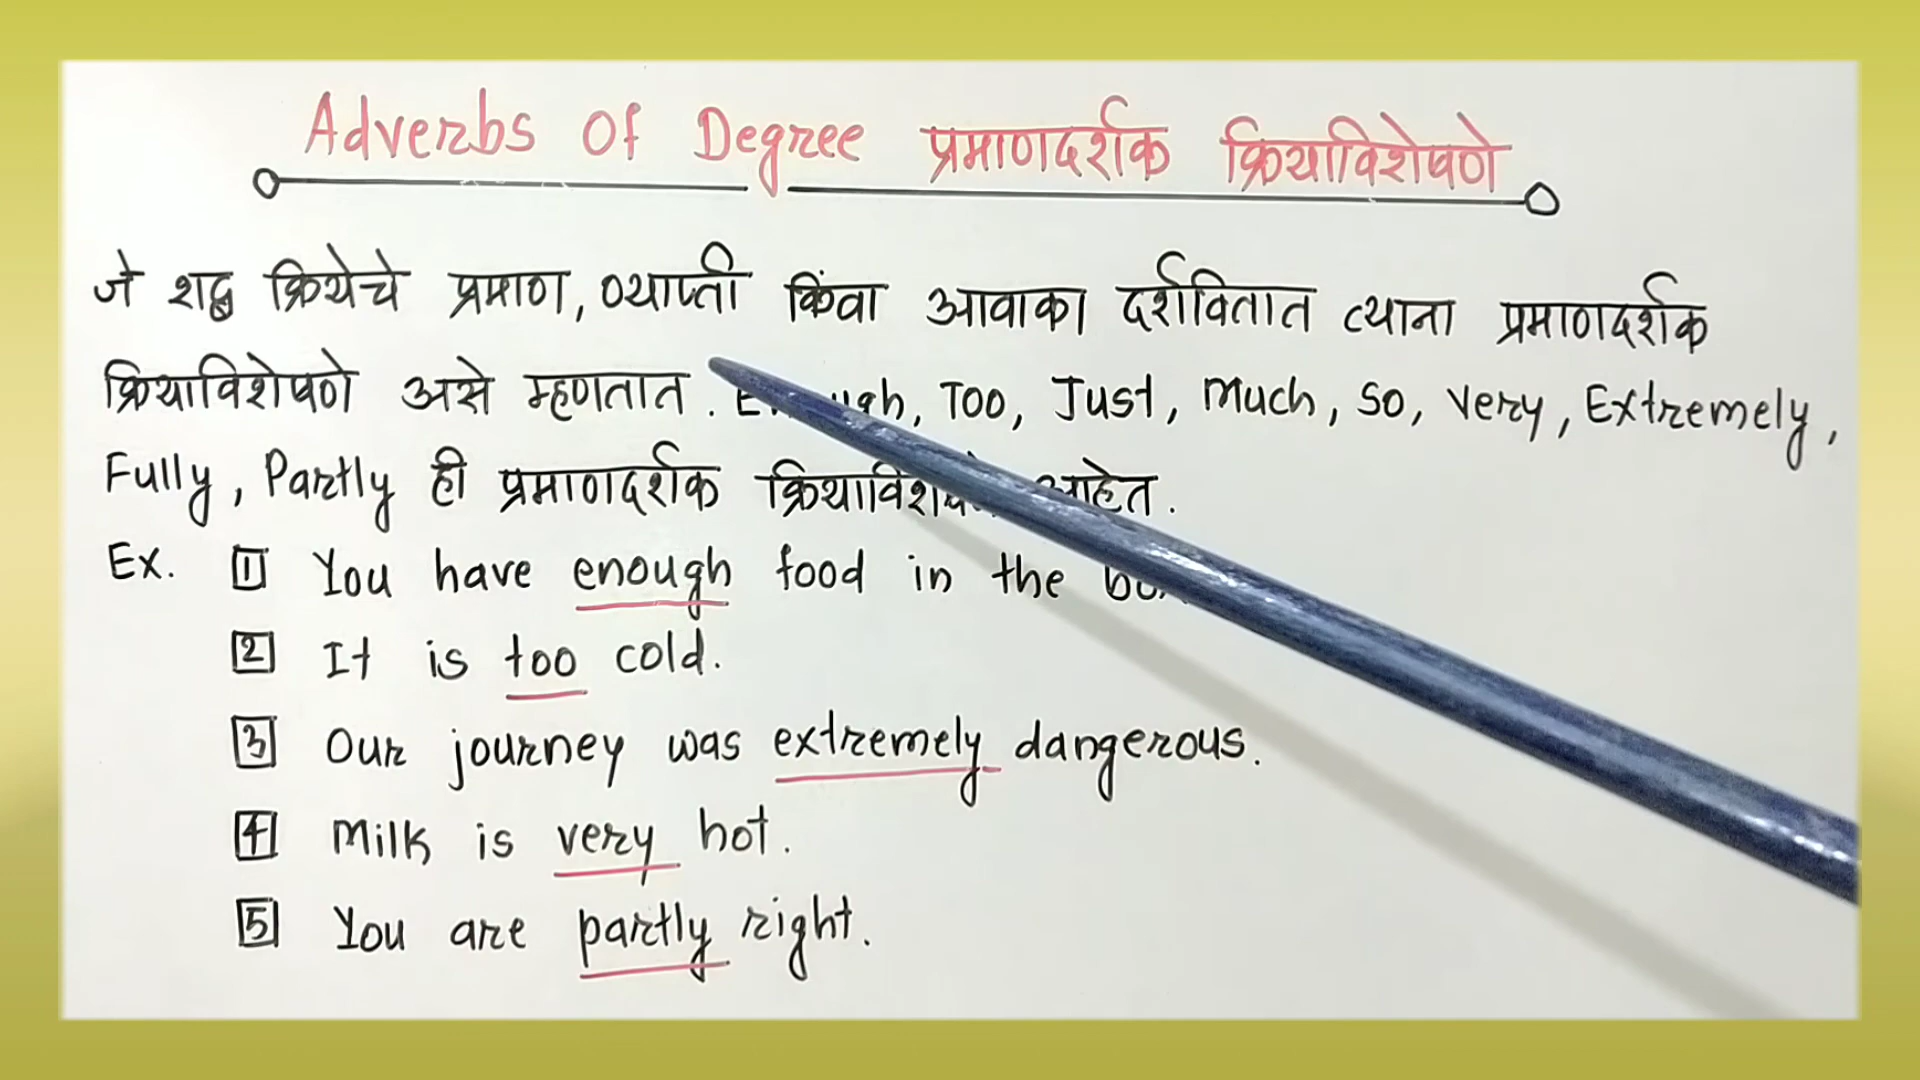 Adverbs Of Degree प्रमाणदर्शक क्रियाविशेषणे
जे शब्द क्रियेचे प्रमाण, व्याप्ती किंवा आवाका दर्शवितात त्याना प्रमाणदर्शक
क्रियाविशेषणे असे म्हणतात. Enough, Too, Just, Much, So, Very, Extremely,
Fully, Partly ही प्रमाणदर्शक क्रियाविशेषणे आहेत.
Ex. 1 You have enough food in the
2 It is too cold.
3 Our journey was extremely dangerous.
4 Milk is very hot.
5 You are partly right.